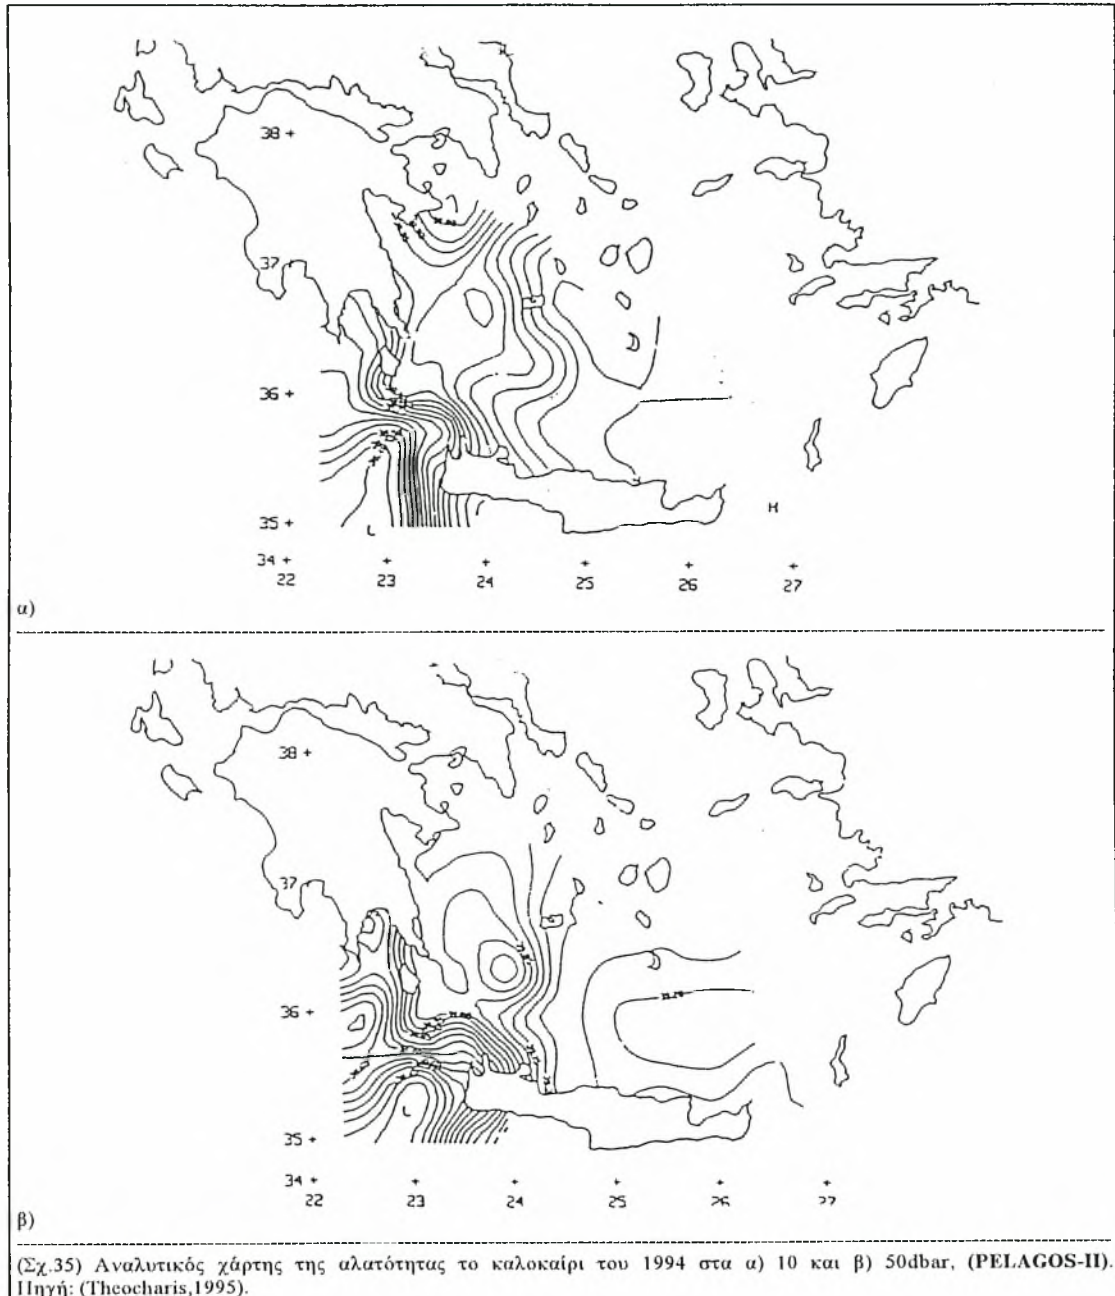 38 +
37
36 +
35 +
L
H
34 +
+ + + + +
22 23 24 25 26 27
α)
38 +
37
36 +
L
35 +
34 +
+ + + + +
22 23 24 25 26
β)
(Σχ.35) Αναλυτικός χάρτης της αλατότητας το καλοκαίρι του 1994 στα α) 10 και β) 50dbar, (PELAGOS-II).
Πηγή: (Theocharis,1995).